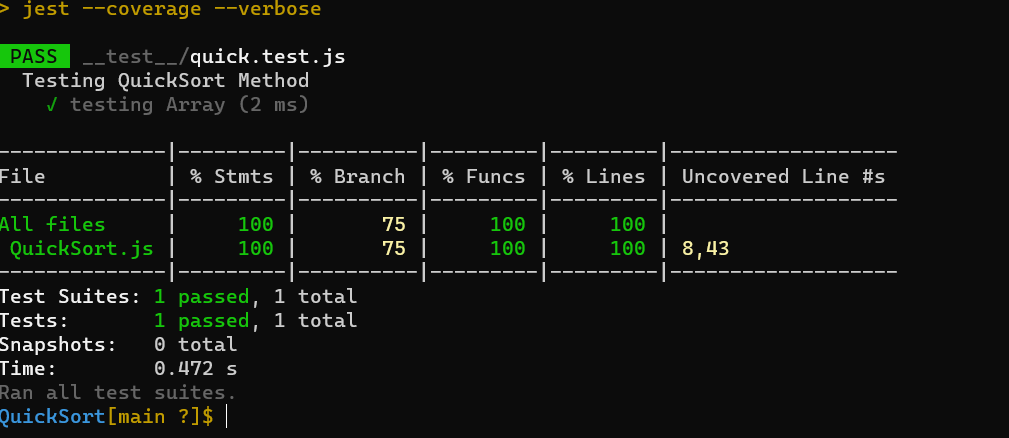 > jest --coverage --verbose
PASS __test__/quick.test.js
Testing QuickSort Method
√ testing Array (2 ms)
--------------|---------|----------|---------|---------|-------------------
File | % Stmts | % Branch | % Funcs | % Lines | Uncovered Line #s
--------------|---------|----------|---------|---------|-------------------
All files | 100 | 75 | 100 | 100 |
QuickSort.js | 100 | 75 | 100 | 100 | 8,43
--------------|---------|----------|---------|---------|-------------------
Test Suites: 1 passed, 1 total
Tests: 1 passed, 1 total
Snapshots: 0 total
Time: 0.472 s
Ran all test suites.
QuickSort[main ?]$